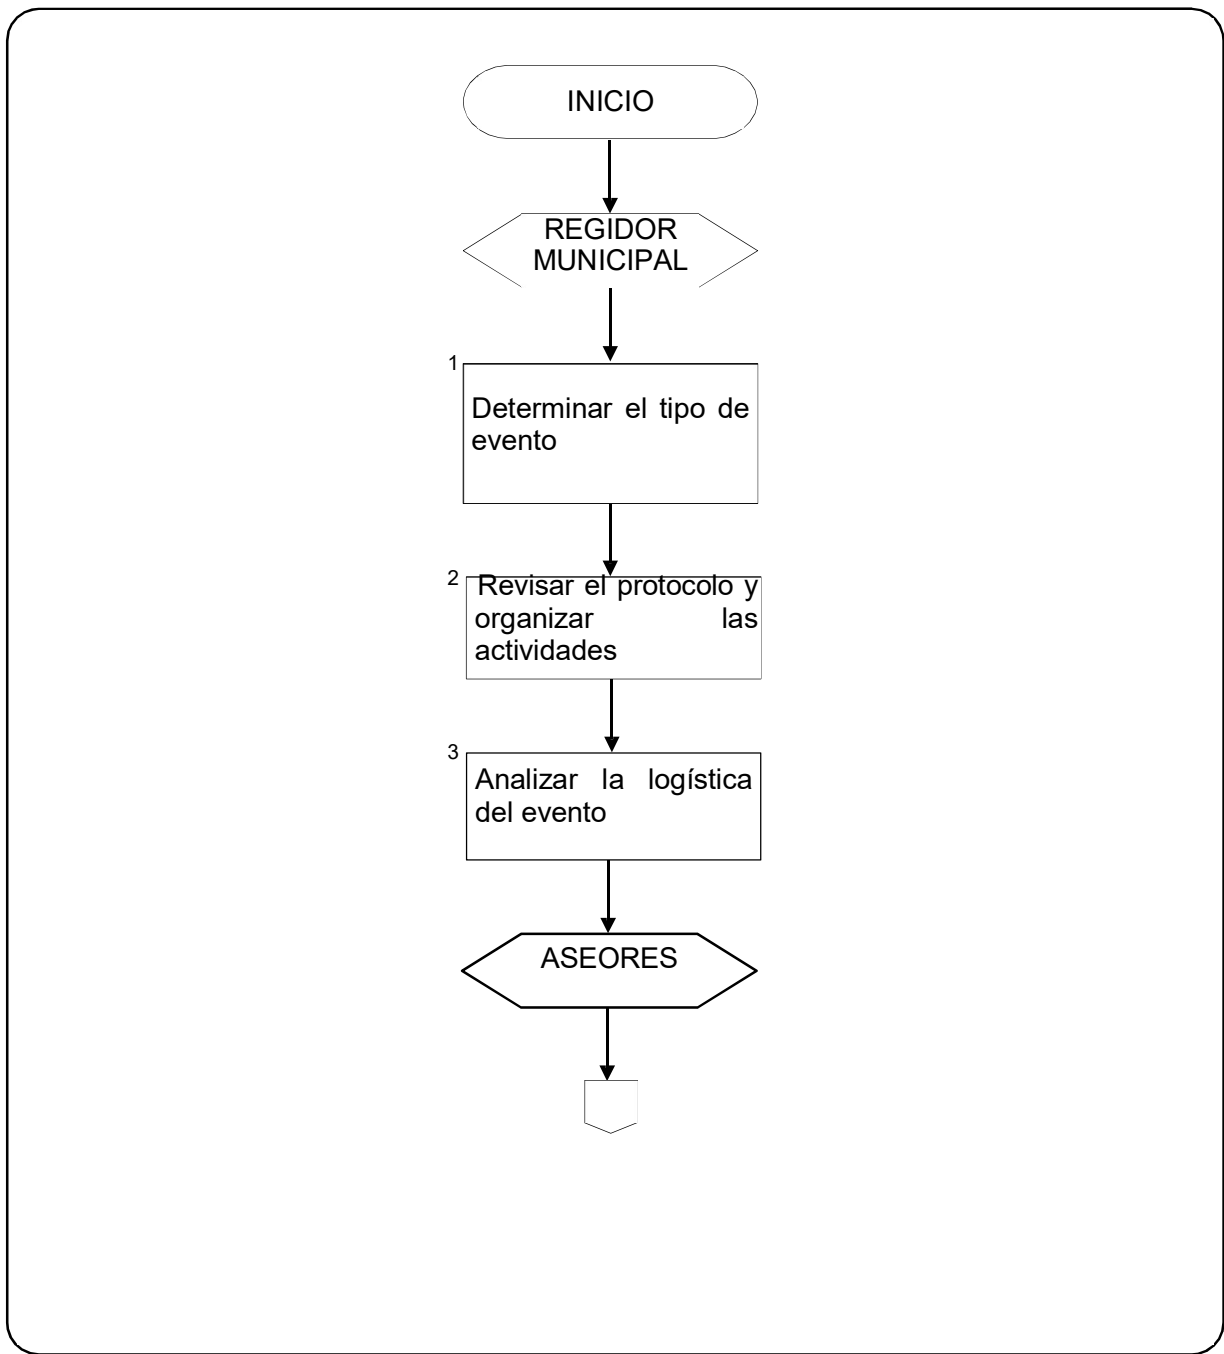 INICIO
REGIDOR
MUNICIPAL
1
Determinar el tipo de
evento
2
Revisar el protocolo y
organizar las
actividades
3
Analizar la logística
del evento
ASEORES